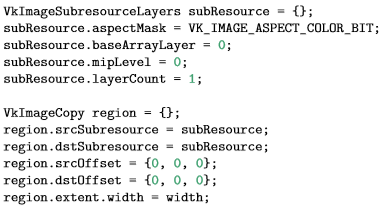 VkImageSubresourceLayers subResource = {};
subResource.aspectMask = VK_IMAGE_ASPECT_COLOR_BIT;
subResource.baseArrayLayer = 0;
subResource.mipLevel = 0;
subResource.layerCount = 1;

VkImageCopy region = {};
region.srcSubresource = subResource;
region.dstSubresource = subResource;
region.srcOffset = {0, 0, 0};
region.dstOffset = {0, 0, 0};
region.extent.width = width;